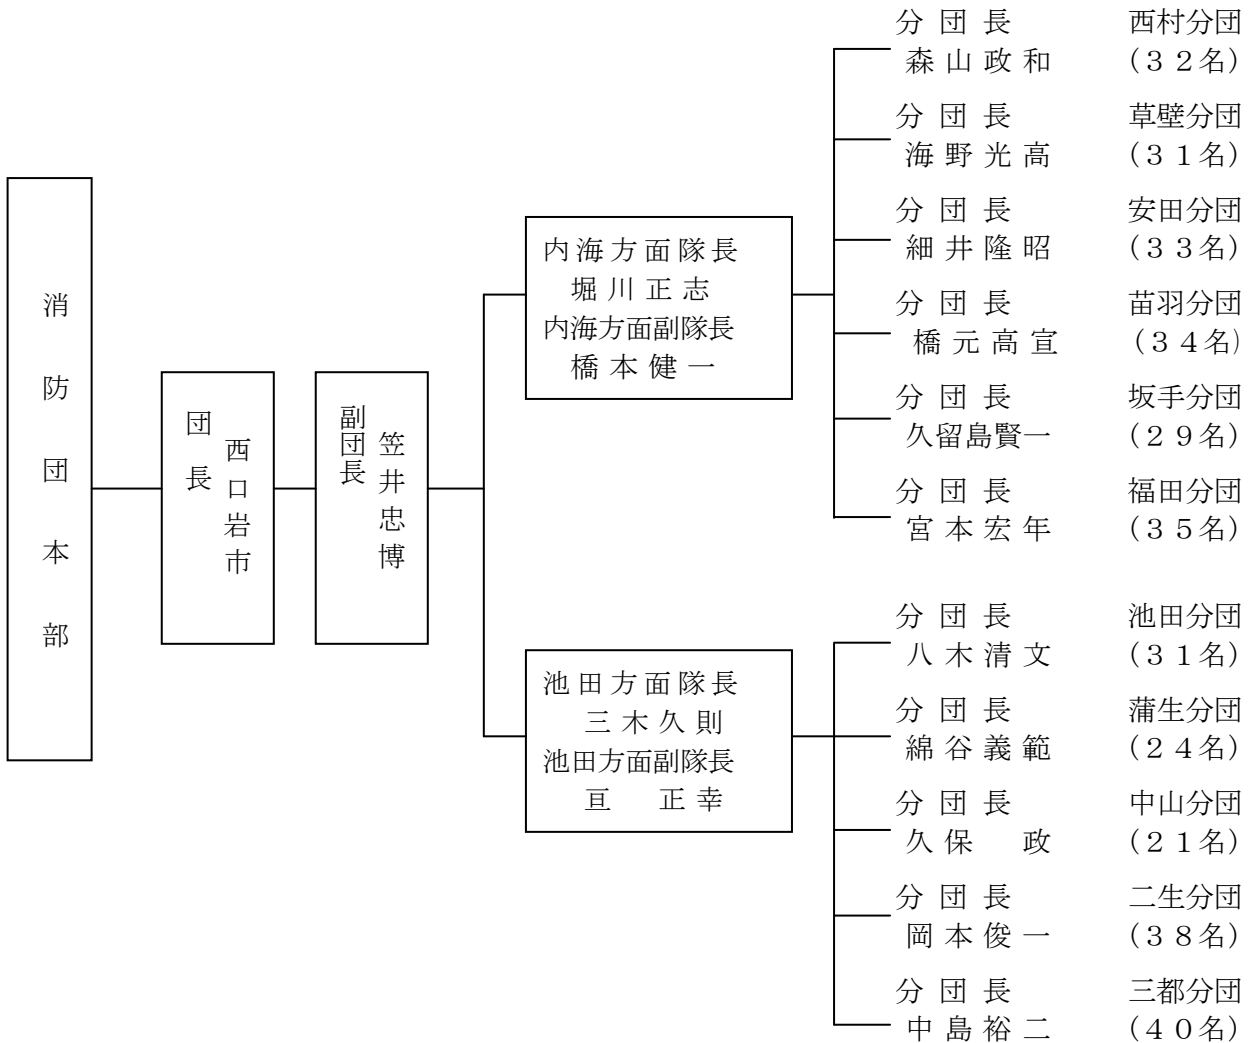 消防団本部
団長
西口岩市
副団長
笠井忠博
内海方面隊長
堀川正志
内海方面副隊長
橋本健一
分団長 西村分団
森山政和 （３２名）
分団長 草壁分団
海野光高 （３１名）
分団長 安田分団
細井隆昭 （３３名）
分団長 苗羽分団
橋元高宣 （３４名）
分団長 坂手分団
久留島賢一 （２９名）
分団長 福田分団
宮本宏年 （３５名）
池田方面隊長
三木久則
池田方面副隊長
亘　正幸
分団長 池田分団
八木清文 （３１名）
分団長 蒲生分団
綿谷義範 （２４名）
分団長 中山分団
久保　政 （２１名）
分団長 二生分団
岡本俊一 （３８名）
分団長 三都分団
中島裕二 （４０名）